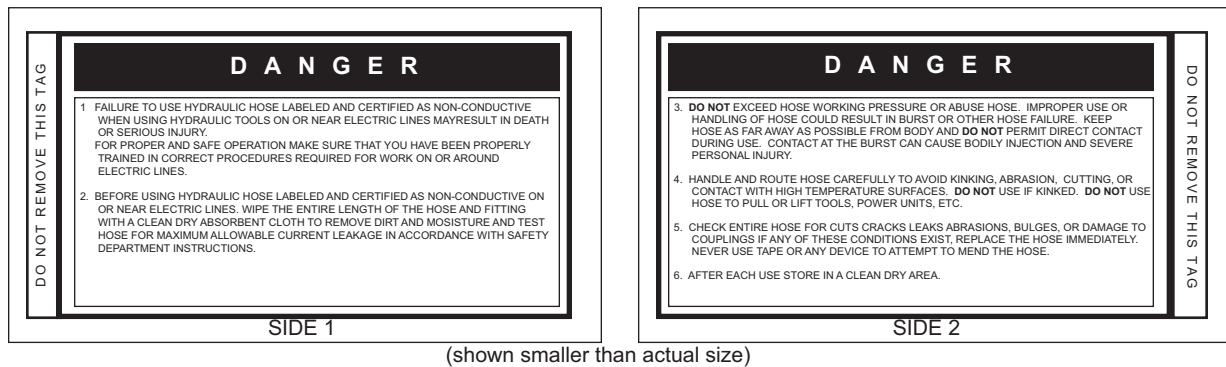 DO NOT REMOVE THIS TAG
D A N G E R
1 FAILURE TO USE HYDRAULIC HOSE LABELED AND CERTIFIED AS NON-CONDUCTIVE
WHEN USING HYDRAULIC TOOLS ON OR NEAR ELECTRIC LINES MAYRESULT IN DEATH
OR SERIOUS INJURY.
FOR PROPER AND SAFE OPERATION MAKE SURE THAT YOU HAVE BEEN PROPERLY
TRAINED IN CORRECT PROCEDURES REQUIRED FOR WORK ON OR AROUND
ELECTRIC LINES.
2. BEFORE USING HYDRAULIC HOSE LABELED AND CERTIFIED AS NON-CONDUCTIVE ON
OR NEAR ELECTRIC LINES. WIPE THE ENTIRE LENGTH OF THE HOSE AND FITTING
WITH A CLEAN DRY ABSORBENT CLOTH TO REMOVE DIRT AND MOSISTURE AND TEST
HOSE FOR MAXIMUM ALLOWABLE CURRENT LEAKAGE IN ACCORDANCE WITH SAFETY
DEPARTMENT INSTRUCTIONS.
SIDE 1
D A N G E R
3. DO NOT EXCEED HOSE WORKING PRESSURE OR ABUSE HOSE. IMPROPER USE OR
HANDLING OF HOSE COULD RESULT IN BURST OR OTHER HOSE FAILURE. KEEP
HOSE AS FAR AWAY AS POSSIBLE FROM BODY AND DO NOT PERMIT DIRECT CONTACT
DURING USE. CONTACT AT THE BURST CAN CAUSE BODILY INJECTION AND SEVERE
PERSONAL INJURY.
4. HANDLE AND ROUTE HOSE CAREFULLY TO AVOID KINKING, ABRASION, CUTTING, OR
CONTACT WITH HIGH TEMPERATURE SURFACES. DO NOT USE IF KINKED. DO NOT USE
HOSE TO PULL OR LIFT TOOLS, POWER UNITS, ETC.
5. CHECK ENTIRE HOSE FOR CUTS CRACKS LEAKS ABRASIONS, BULGES, OR DAMAGE TO
COUPLINGS IF ANY OF THESE CONDITIONS EXIST, REPLACE THE HOSE IMMEDIATELY.
NEVER USE TAPE OR ANY DEVICE TO ATTEMPT TO MEND THE HOSE.
6. AFTER EACH USE STORE IN A CLEAN DRY AREA.
DO NOT REMOVE THIS TAG
SIDE 2
(shown smaller than actual size)